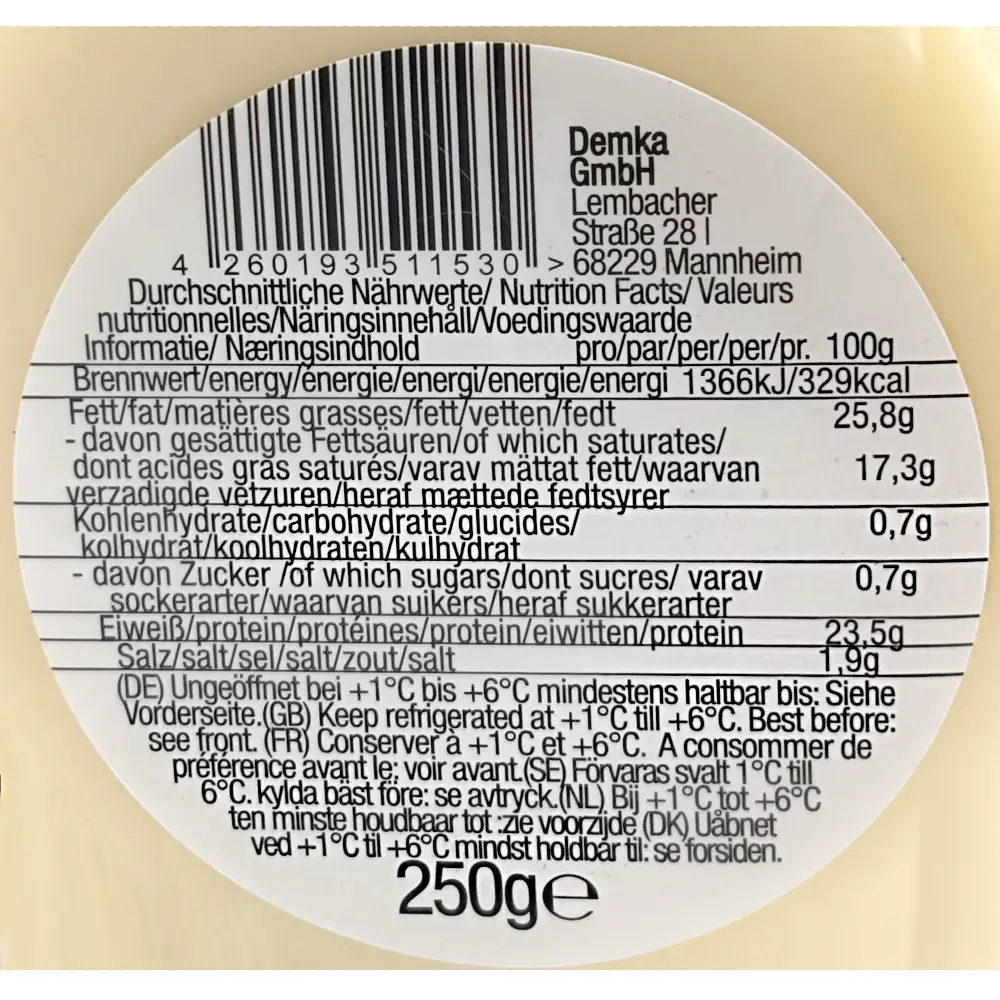 Demka
GmbH
Lembacher
Straße 28 |
4 260193 511530 > 68229 Mannheim
Durchschnittliche Nährwerte/ Nutrition Facts/ Valeurs
nutritionnelles/Näringsinnehåll/Voedingswaarde
Informatie/ Næringsindhold pro/par/per/per/pr. 100g
Brennwert/energy/énergie/energi/energie/energi 1366kJ/329kcal
Fett/fat/matières grasses/fett/vetten/fedt 25,8g
- davon gesättigte Fettsäuren/of which saturates/
dont acides gras saturés/varav mättat fett/waarvan 17,3g
verzadigde vetzuren/heraf mættede fedtsyrer
Kohlenhydrate/carbohydrate/glucides/ 0,7g
kolhydrat/koolhydraten/kulhydrat
- davon Zucker /of which sugars/dont sucres/ varav 0,7g
sockerarter/waarvan suikers/heraf sukkerarter
Eiweiß/protein/protéines/protein/eiwitten/protein 23,5g
Salz/salt/sel/salt/zout/salt 1,9g
(DE) Ungeöffnet bei +1°C bis +6°C mindestens haltbar bis: Siehe
Vorderseite.(GB) Keep refrigerated at +1°C till +6°C. Best before:
see front. (FR) Conserver à +1°C et +6°C. A consommer de
préférence avant le: voir avant.(SE) Förvaras svalt 1°C till
6°C. kylda bäst före: se avtryck.(NL) Bij +1°C tot +6°C
ten minste houdbaar tot :zie voorzijde (DK) Uåbnet
ved +1°C til +6°C mindst holdbar til: se forsiden.
250g℮